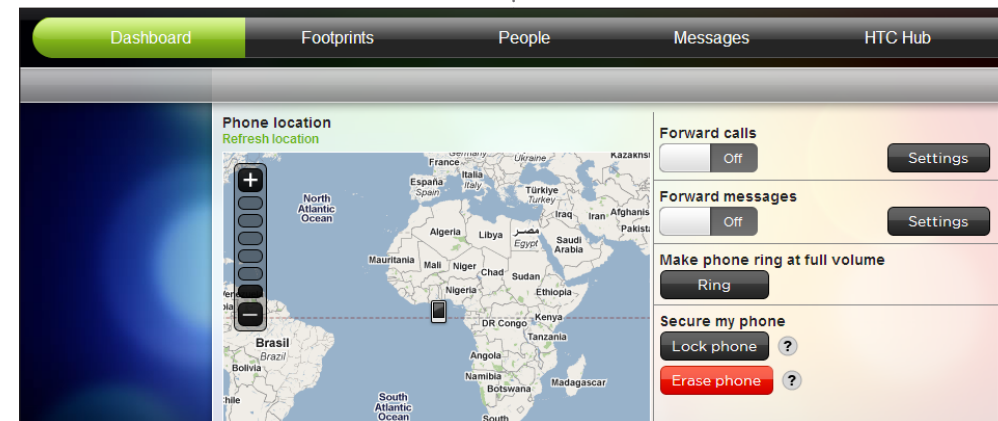 Dashboard
Footprints
People
Messages
HTC Hub
Phone location
Refresh location
Germany
France
Ukraine
Kazakhs
Italia
Italy
España
Spain
Türkiye
Turkey
North
Atlantic
Ocean
Iraq
Iran
Afghanis
Pakist
Algeria
Libya
مصر
Egypt
Saudi
Arabia
Mauritania
Mali
Niger
Chad
Sudan
Nigeria
Ethiopia
DR Congo
Kenya
Tanzania
Brasil
Brazil
Bolivia
Angola
Namibia
Botswana
Madagascar
hile
South
Atlantic
Ocean
South
Forward calls
Off
Settings
Forward messages
Off
Settings
Make phone ring at full volume
Ring
Secure my phone
Lock phone ?
Erase phone ?